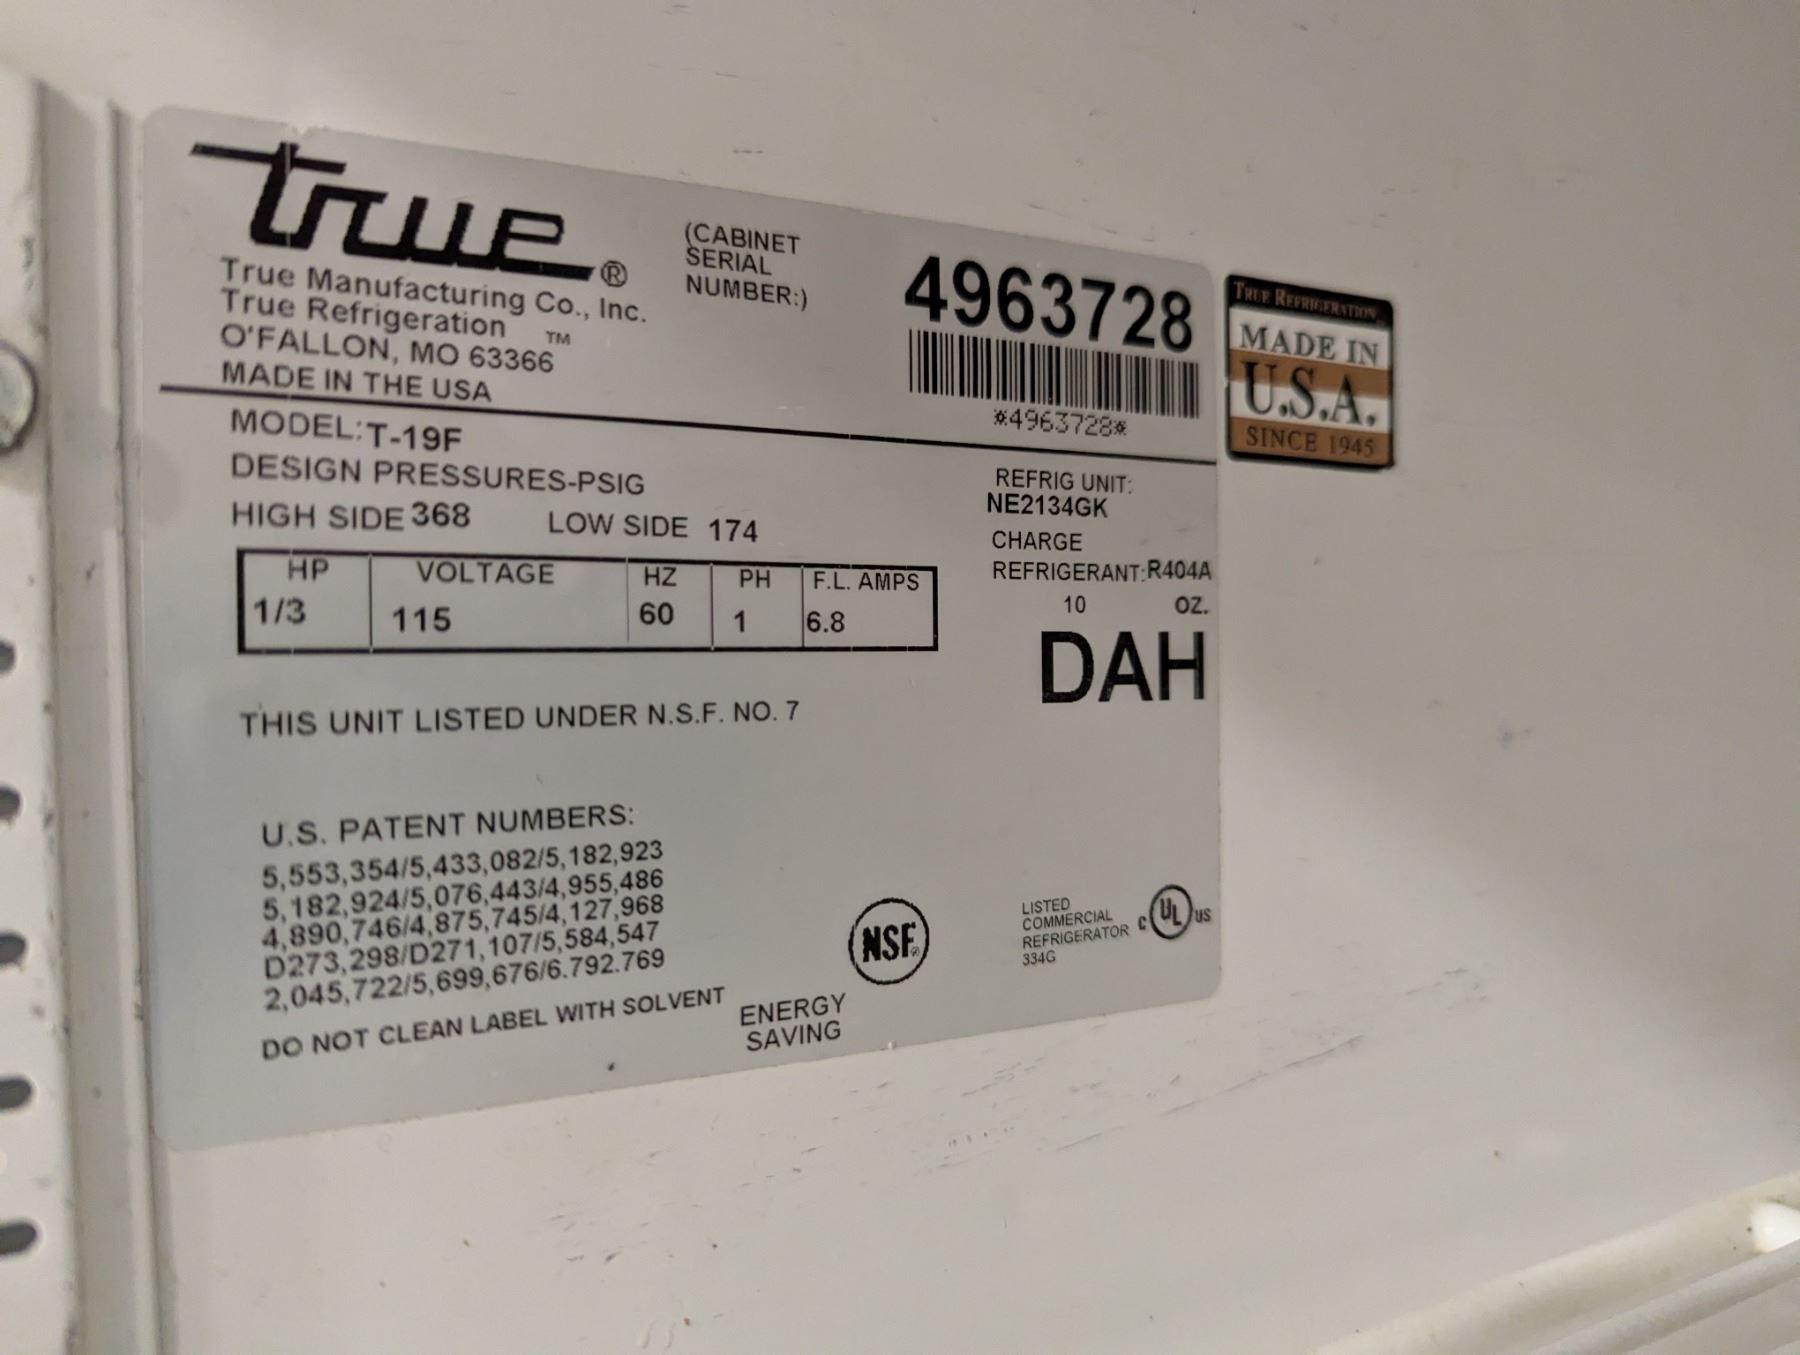 true®
True Manufacturing Co., Inc.
True Refrigeration ™
O'FALLON, MO 63366
MADE IN THE USA
(CABINET
SERIAL
NUMBER:)
4963728
*4963728*
TRUE REFRIGERATION
MADE IN
U.S.A.
SINCE 1945
MODEL: T-19F
DESIGN PRESSURES-PSIG
HIGH SIDE 368 LOW SIDE 174
HP VOLTAGE HZ PH F.L. AMPS
1/3 115 60 1 6.8
REFRIG UNIT:
NE2134GK
CHARGE
REFRIGERANT: R404A
10 OZ.
DAH
THIS UNIT LISTED UNDER N.S.F. NO. 7
U.S. PATENT NUMBERS:
5,553,354/5,433,082/5,182,923
5,182,924/5,076,443/4,955,486
4,890,746/4,875,745/4,127,968
D273,298/D271,107/5,584,547
2,045,722/5,699,676/6.792.769
DO NOT CLEAN LABEL WITH SOLVENT
ENERGY
SAVING
NSF®
LISTED
COMMERCIAL
REFRIGERATOR
334G
C UL US